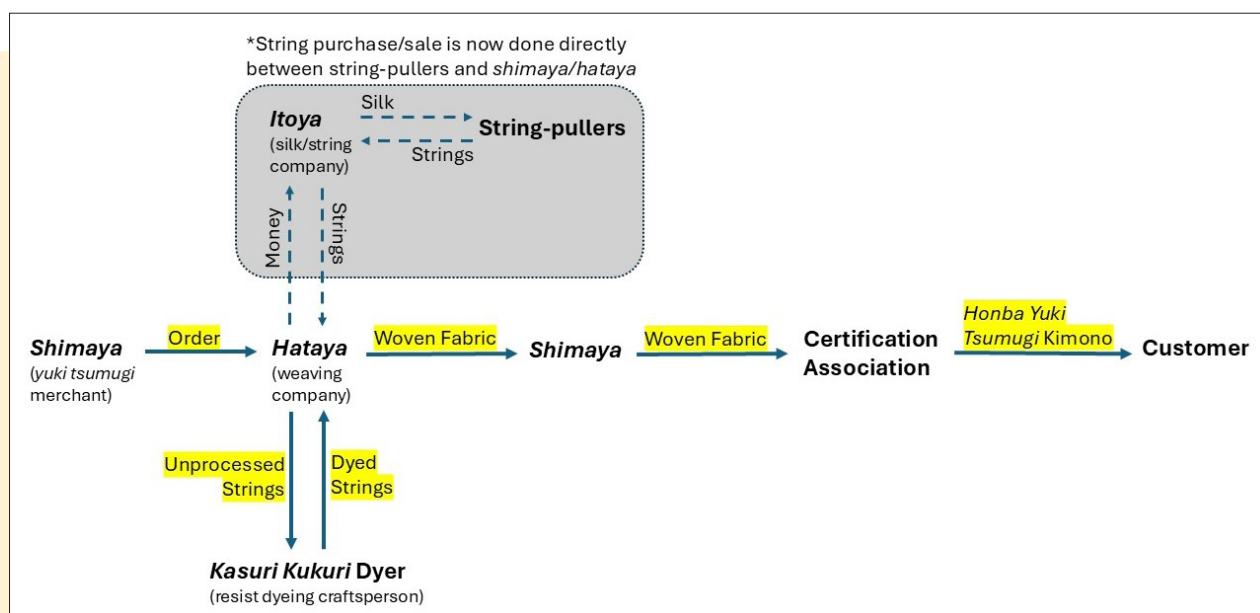 *String purchase/sale is now done directly
between string-pullers and shimaya/hataya
Silk
Itoya
(silk/string
company)
String-pullers
Strings
Money
Strings
Shimaya
(yuki tsumugi
merchant)
Order
Hataya
(weaving
company)
Woven Fabric
Shimaya
Woven Fabric
Certification
Association
Honba Yuki
Tsumugi Kimono
Customer
Unprocessed
Strings
Dyed
Strings
Kasuri Kukuri Dyer
(resist dyeing craftsperson)